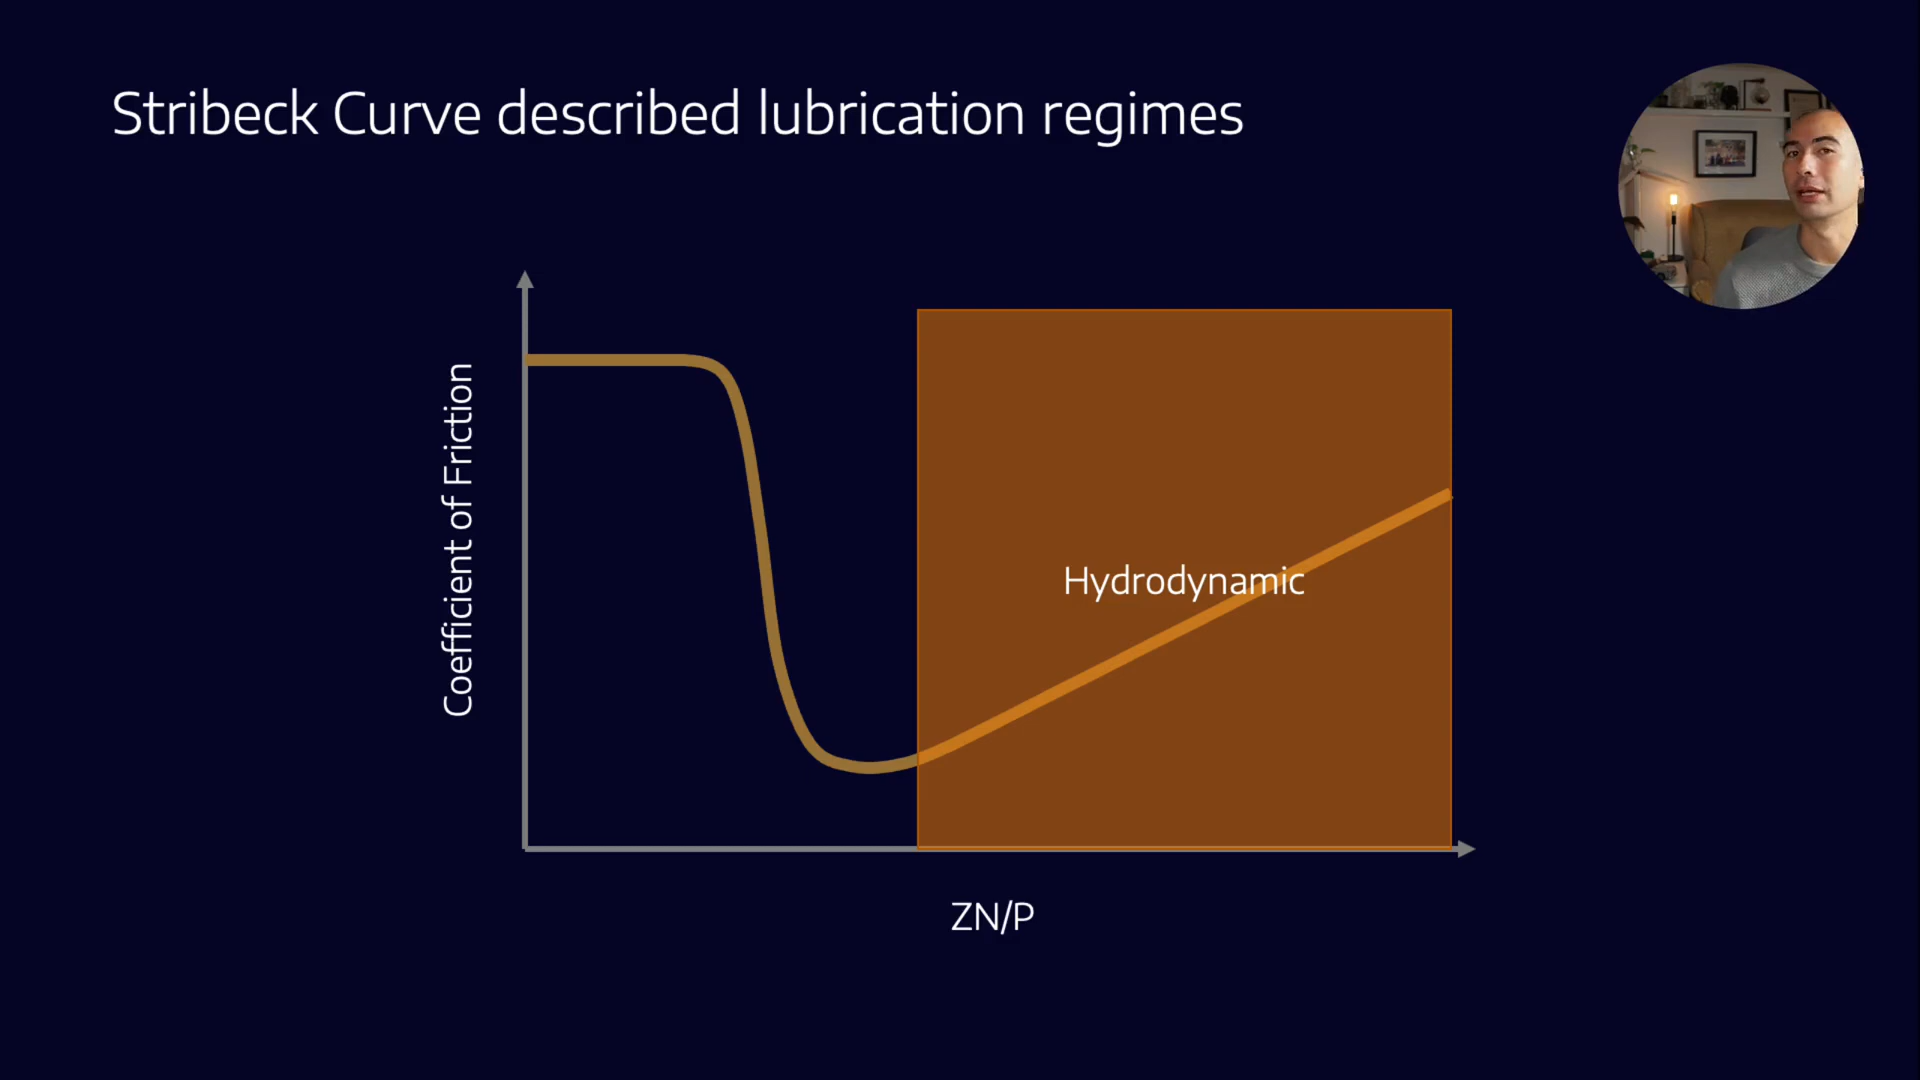 Stribeck Curve described lubrication regimes
Coefficient of Friction
Hydrodynamic
ZN/P